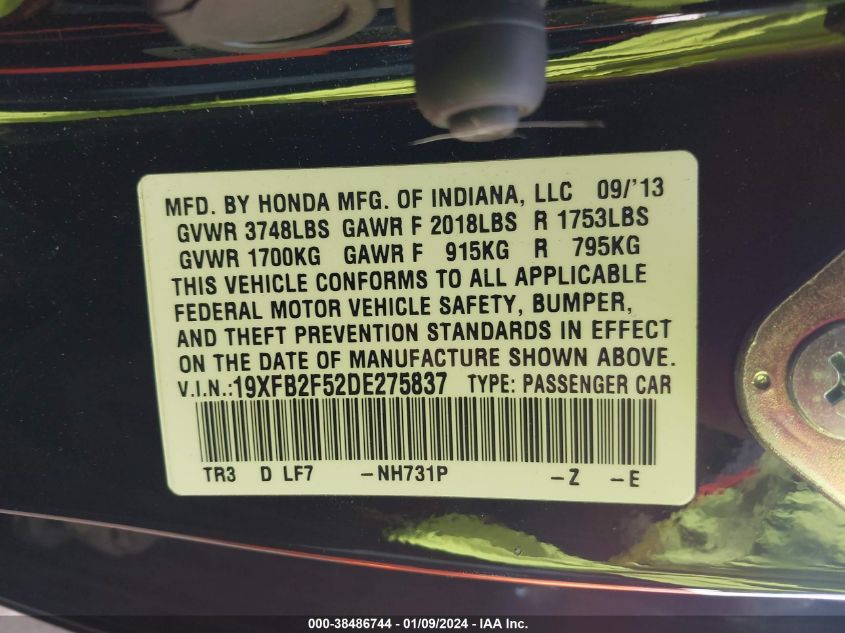 MFD. BY HONDA MFG. OF INDIANA, LLC 09/'13
GVWR 3748LBS GAWR F 2018LBS R 1753LBS
GVWR 1700KG GAWR F 915KG R 795KG
THIS VEHICLE CONFORMS TO ALL APPLICABLE
FEDERAL MOTOR VEHICLE SAFETY, BUMPER,
AND THEFT PREVENTION STANDARDS IN EFFECT
ON THE DATE OF MANUFACTURE SHOWN ABOVE.
V.I.N.:19XFB2F52DE275837 TYPE: PASSENGER CAR
TR3 D LF7 -NH731P -Z -E
000-38486744 - 01/09/2024 - IAA Inc.